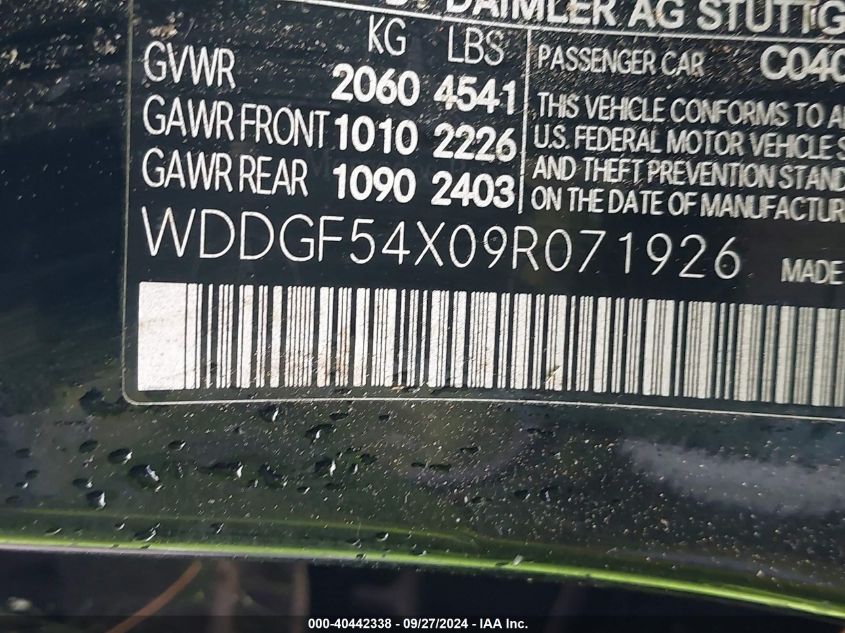 DAIMLER AG STUTTG
KG LBS
GVWR 2060 4541
GAWR FRONT 1010 2226
GAWR REAR 1090 2403
PASSENGER CAR C04
THIS VEHICLE CONFORMS TO A
U.S. FEDERAL MOTOR VEHICLE S
AND THEFT PREVENTION STAND
ON THE DATE OF MANUFACTUR
WDDGF54X09R071926 MADE
000-40442338 - 09/27/2024 - IAA Inc.